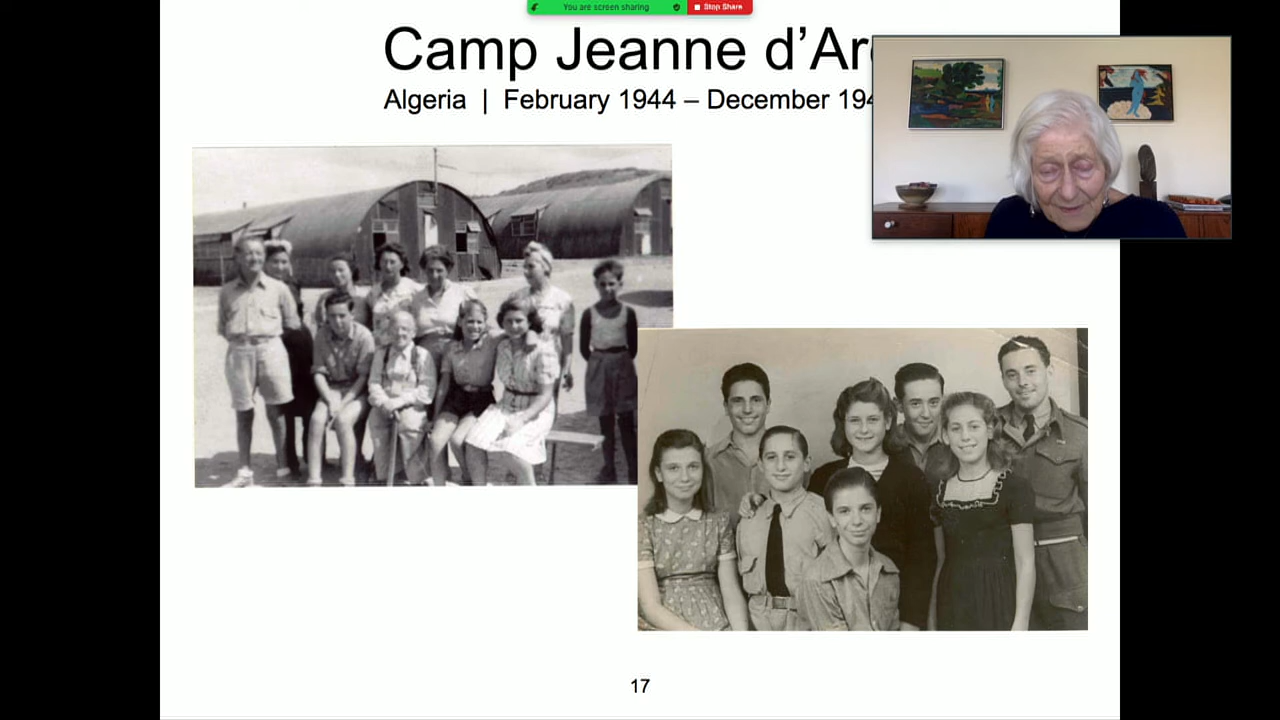 You are screen sharing
Stop Share
Camp Jeanne d’Ar
Algeria | February 1944 – December 194
17